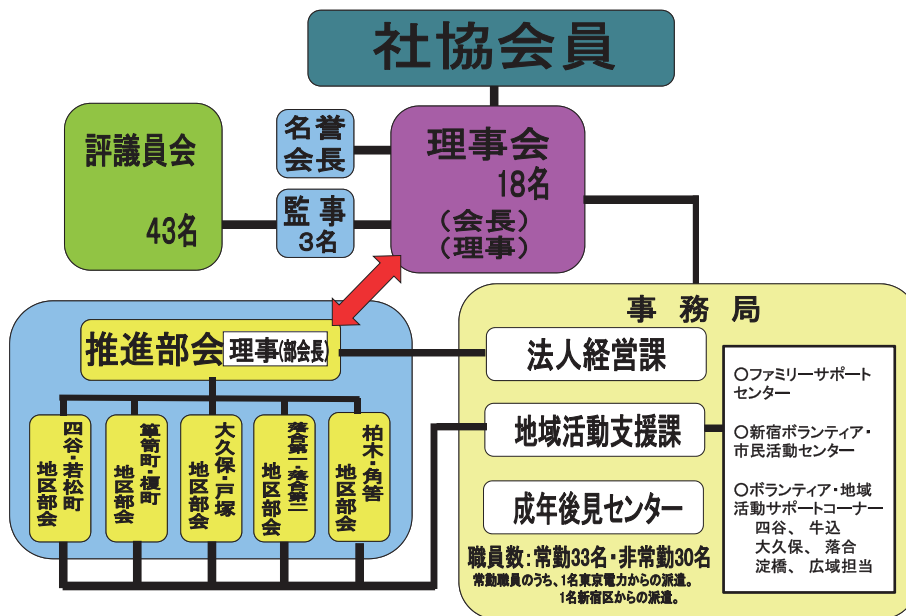 社協会員
評議員会
43名
名誉
会長
監事
3名
理事会
18名
(会長)
(理事)
推進部会 理事(部会長)
四谷・若松町
地区部会
箪笥町・榎町
地区部会
大久保・戸塚
地区部会
落合第一・落合第二
地区部会
柏木・角筈
地区部会
事務局
法人経営課
地域活動支援課
成年後見センター
職員数:常勤33名・非常勤30名
常勤職員のうち、1名東京電力からの派遣。
1名新宿区からの派遣。
○ファミリーサポート
センター
○新宿ボランティア・
市民活動センター
○ボランティア・地域
活動サポートコーナー
四谷、牛込
大久保、落合
淀橋、広域担当